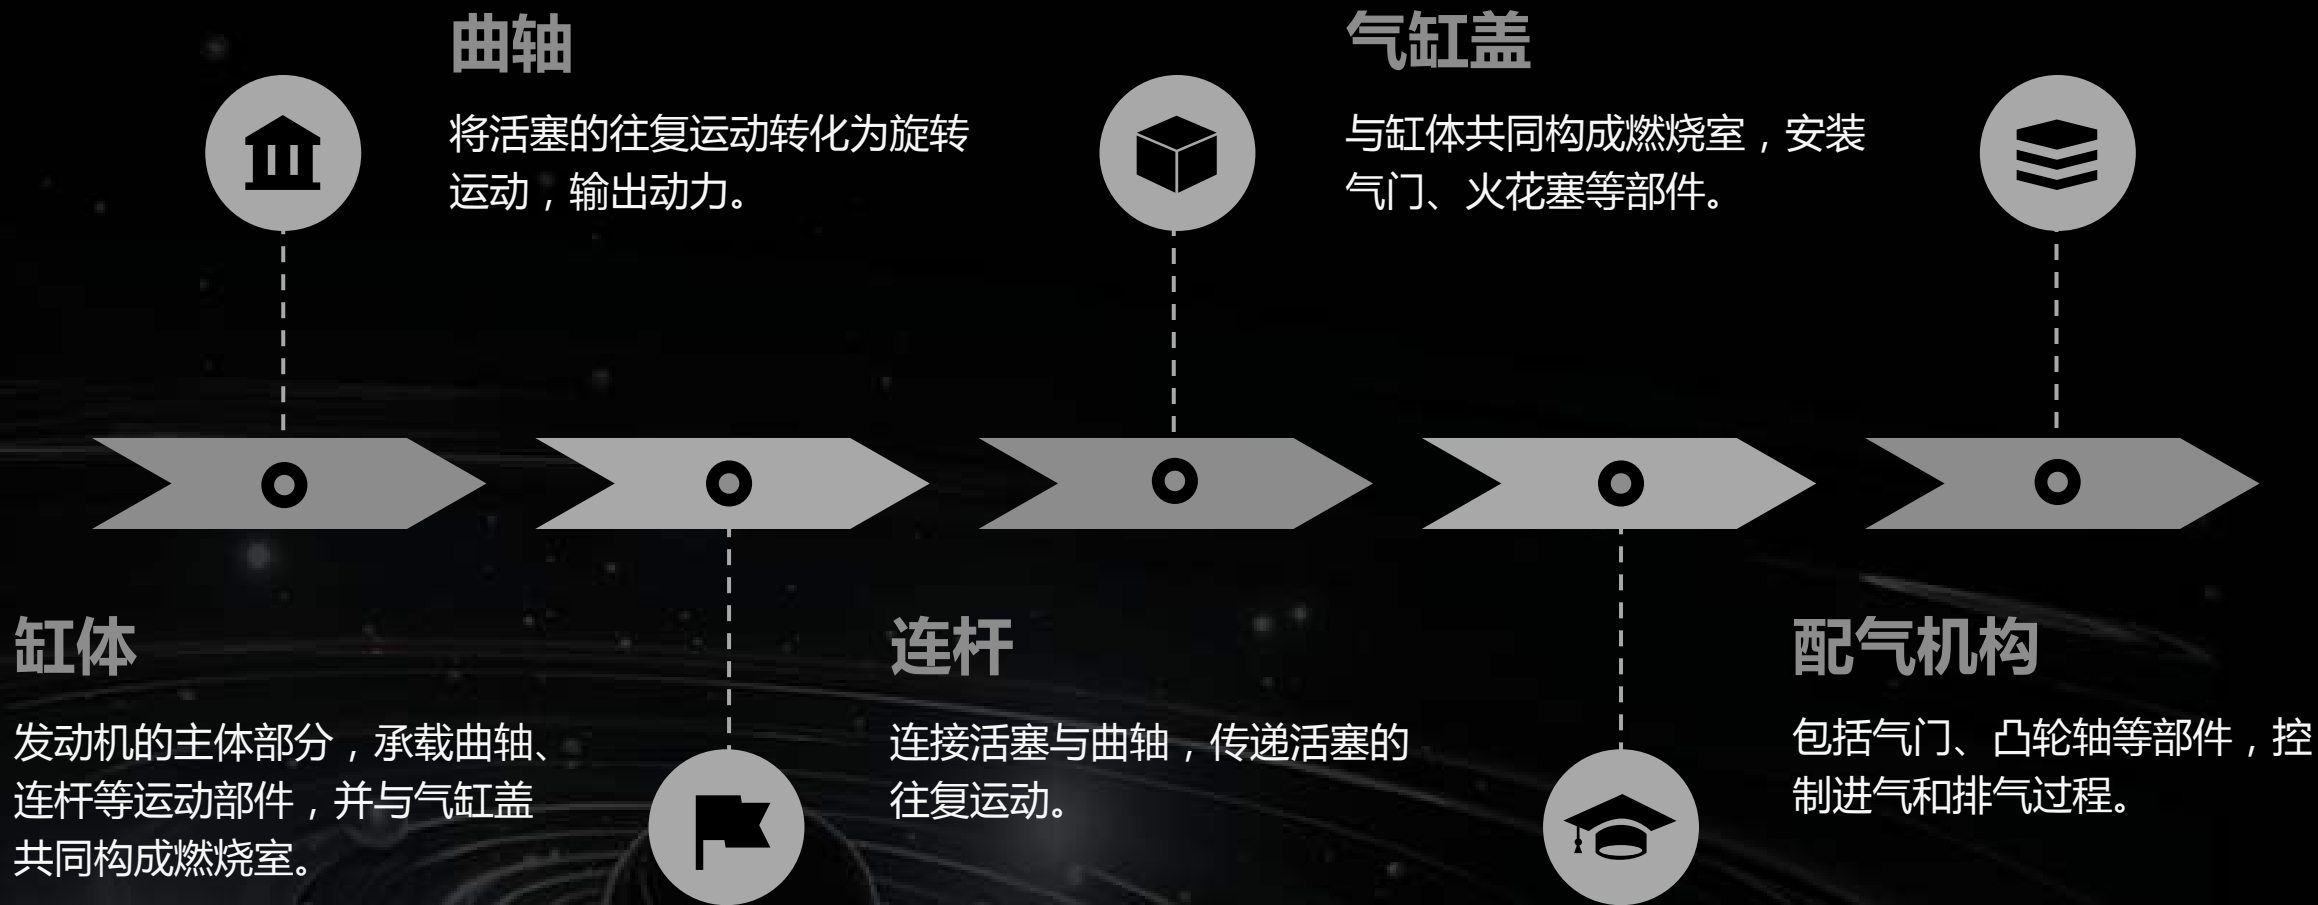 曲轴
将活塞的往复运动转化为旋转
运动，输出动力。
气缸盖
与缸体共同构成燃烧室，安装
气门、火花塞等部件。
缸体
发动机的主体部分，承载曲轴、
连杆等运动部件，并与气缸盖
共同构成燃烧室。
连杆
连接活塞与曲轴，传递活塞的
往复运动。
配气机构
包括气门、凸轮轴等部件，控
制进气和排气过程。